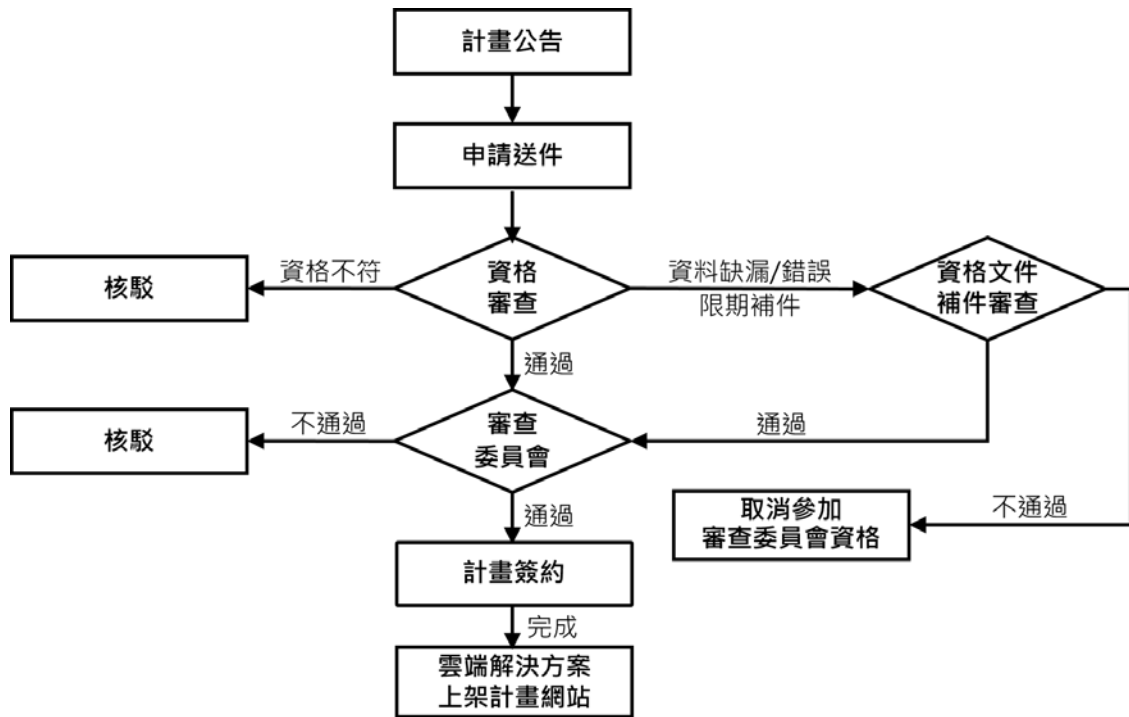 計畫公告
申請送件
核駁
資格不符
資格
審查
資料缺漏/錯誤
限期補件
資格文件
補件審查
通過
核駁
不通過
審查
委員會
通過
通過
取消參加
審查委員會資格
不通過
計畫簽約
完成
雲端解決方案
上架計畫網站